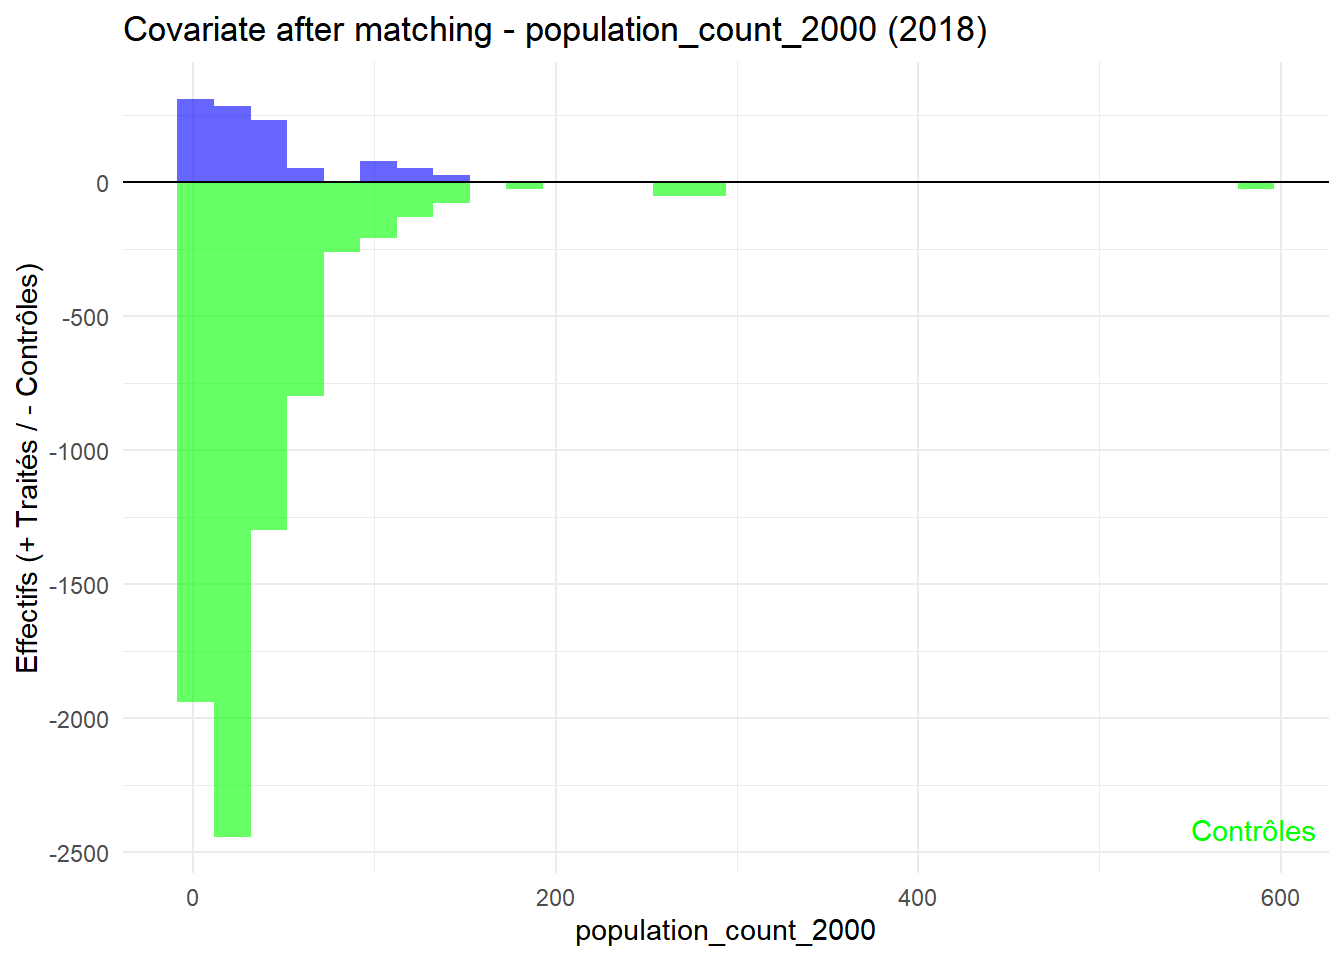 Covariate after matching - population_count_2000 (2018)
Effectifs (+ Traités / - Contrôles)
0
-500
-1000
-1500
-2000
-2500
Contrôles
0 200 400 600
population_count_2000